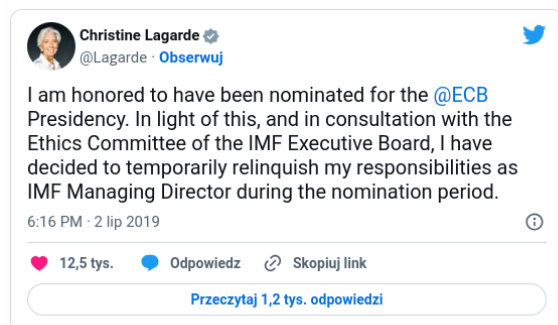 Christine Lagarde
@Lagarde · Obserwuj
I am honored to have been nominated for the @ECB
Presidency. In light of this, and in consultation with the
Ethics Committee of the IMF Executive Board, I have
decided to temporarily relinquish my responsibilities as
IMF Managing Director during the nomination period.
6:16 PM · 2 lip 2019
12,5 tys. Odpowiedz Skopiuj link
Przeczytaj 1,2 tys. odpowiedzi